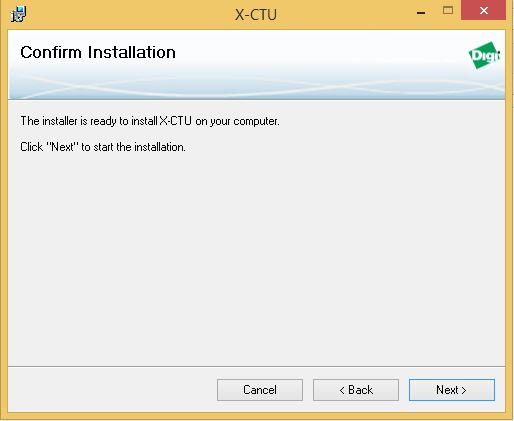 X-CTU
Confirm Installation
Digi
The installer is ready to install X-CTU on your computer.
Click "Next" to start the installation.
Cancel
< Back
Next >